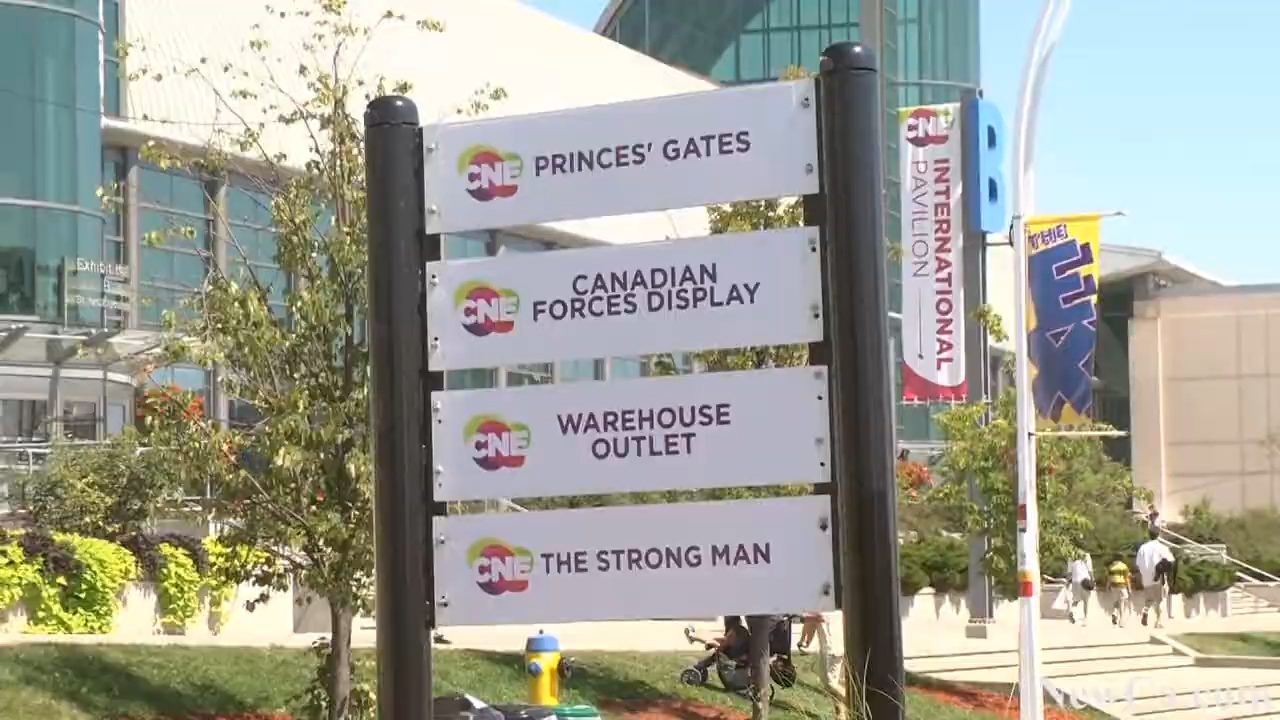 CNE PRINCES' GATES
CNE CANADIAN
FORCES DISPLAY
CNE WAREHOUSE
OUTLET
CNE THE STRONG MAN
CNE
INTERNATIONAL
PAVILION
B
THE
EX
Exhibit